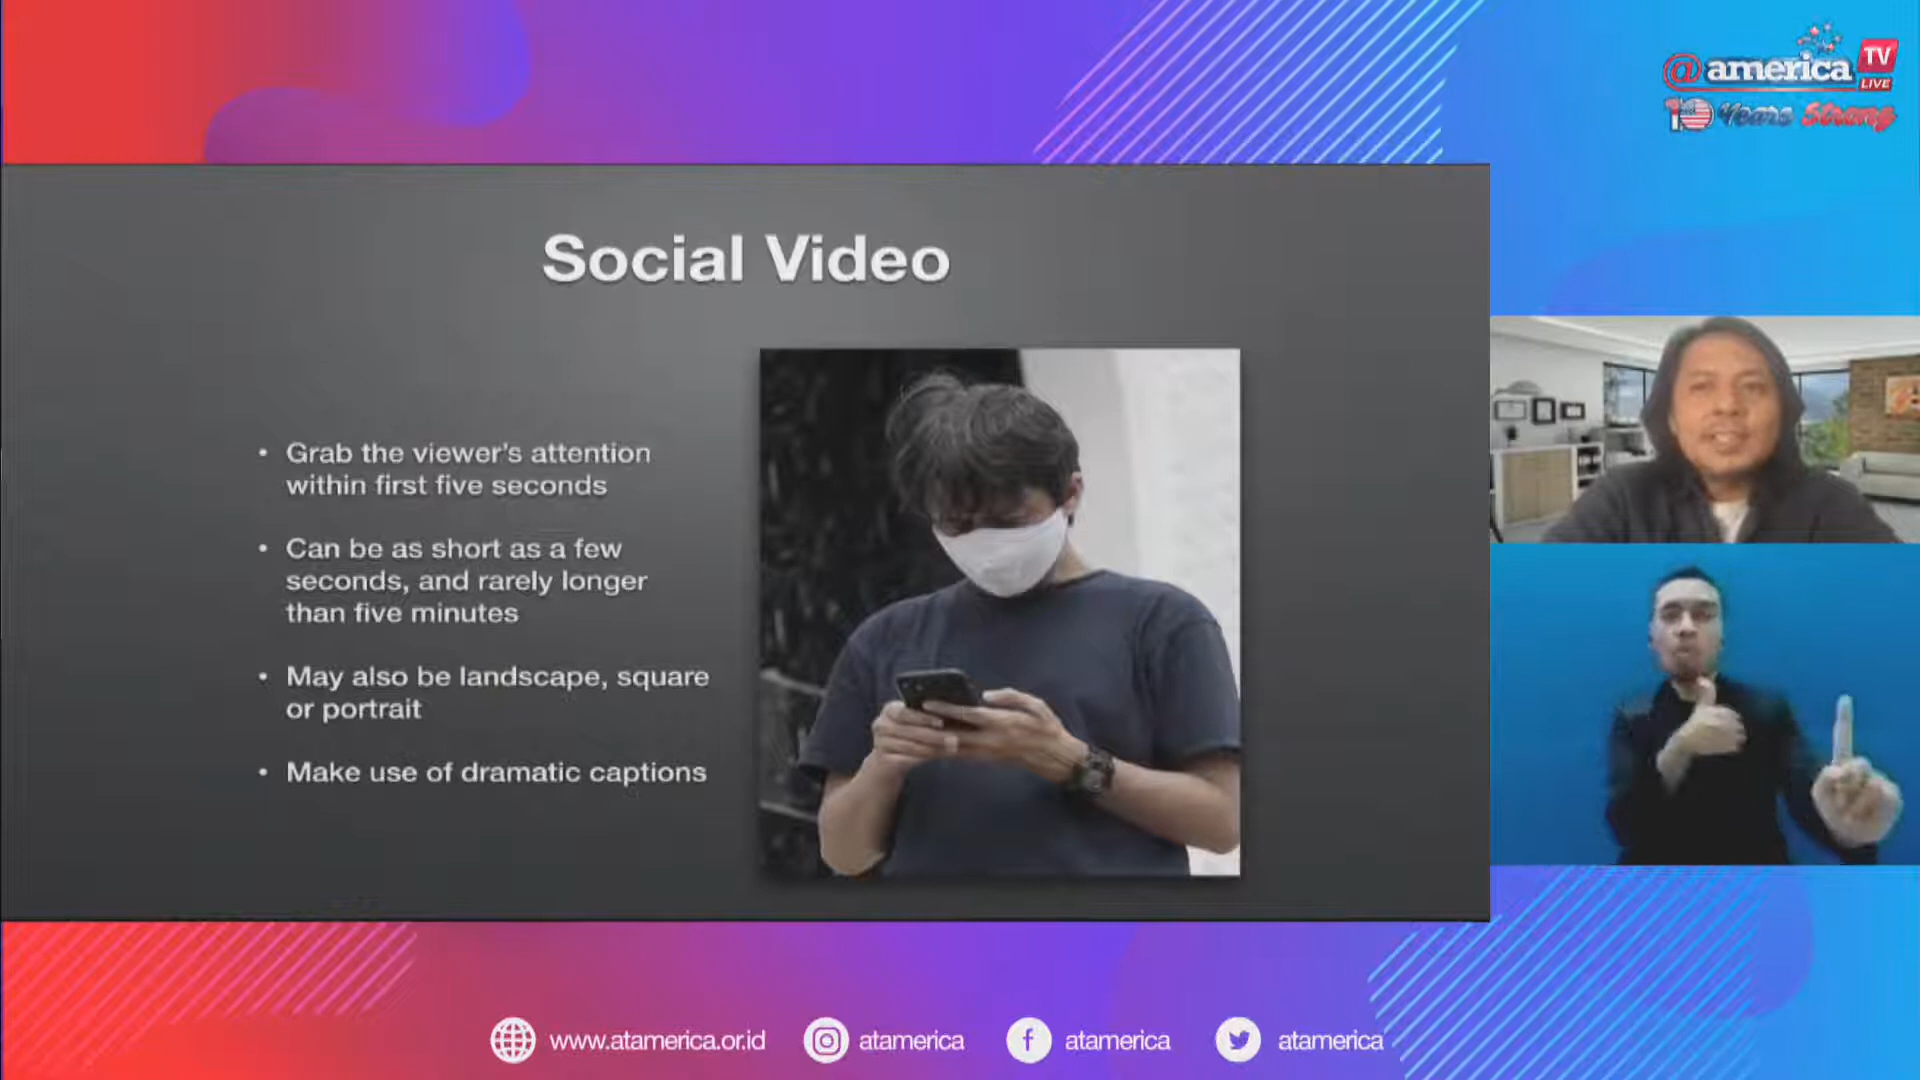 @america TV
LIVE
10 Years Strong
Social Video
• Grab the viewer's attention
within first five seconds
• Can be as short as a few
seconds, and rarely longer
than five minutes
• May also be landscape, square
or portrait
• Make use of dramatic captions
www.atamerica.or.id
atamerica
atamerica
atamerica